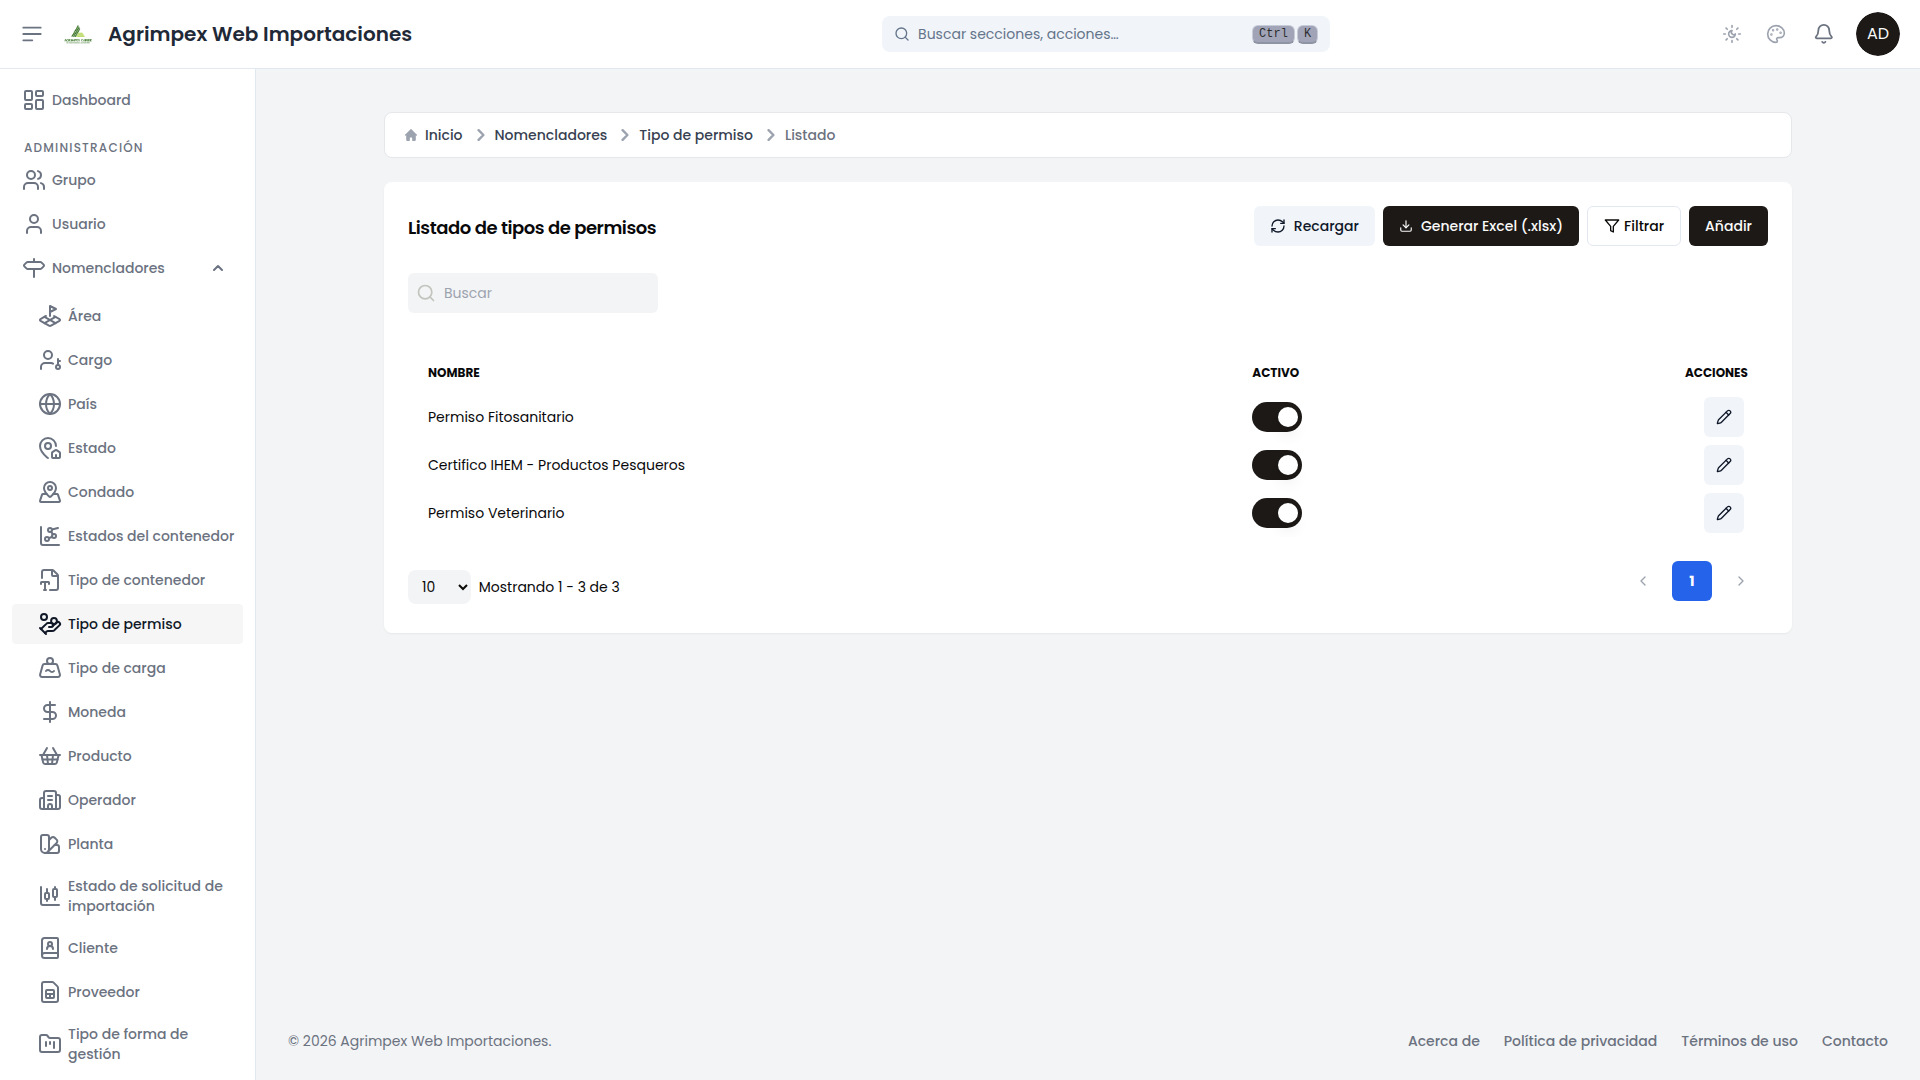 Agrimpex Web Importaciones
Buscar secciones, acciones...
Ctrl K
AD
Dashboard
ADMINISTRACIÓN
Grupo
Usuario
Nomencladores
Área
Cargo
País
Estado
Condado
Estados del contenedor
Tipo de contenedor
Tipo de permiso
Tipo de carga
Moneda
Producto
Operador
Planta
Estado de solicitud de
importación
Cliente
Proveedor
Tipo de forma de
gestión
Inicio
Nomencladores
Tipo de permiso
Listado
Listado de tipos de permisos
Recargar
Generar Excel (.xlsx)
Filtrar
Añadir
Buscar
NOMBRE ACTIVO ACCIONES
Permiso Fitosanitario
Certifico IHEM - Productos Pesqueros
Permiso Veterinario
10 Mostrando 1 - 3 de 3
1
© 2026 Agrimpex Web Importaciones.
Acerca de
Política de privacidad
Términos de uso
Contacto